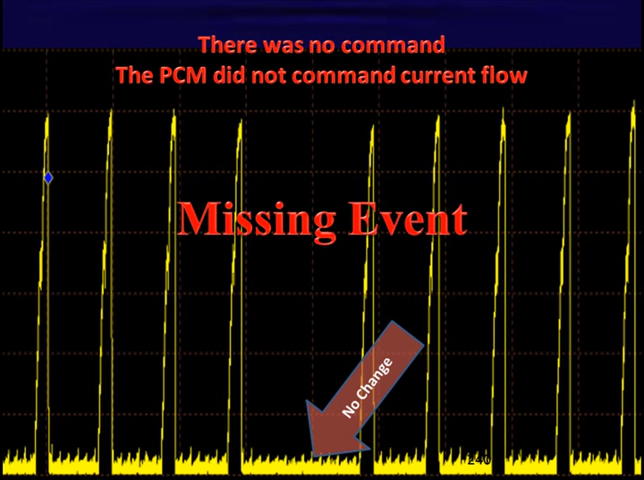 There was no command
The PCM did not command current flow
Missing Event
No Change
240